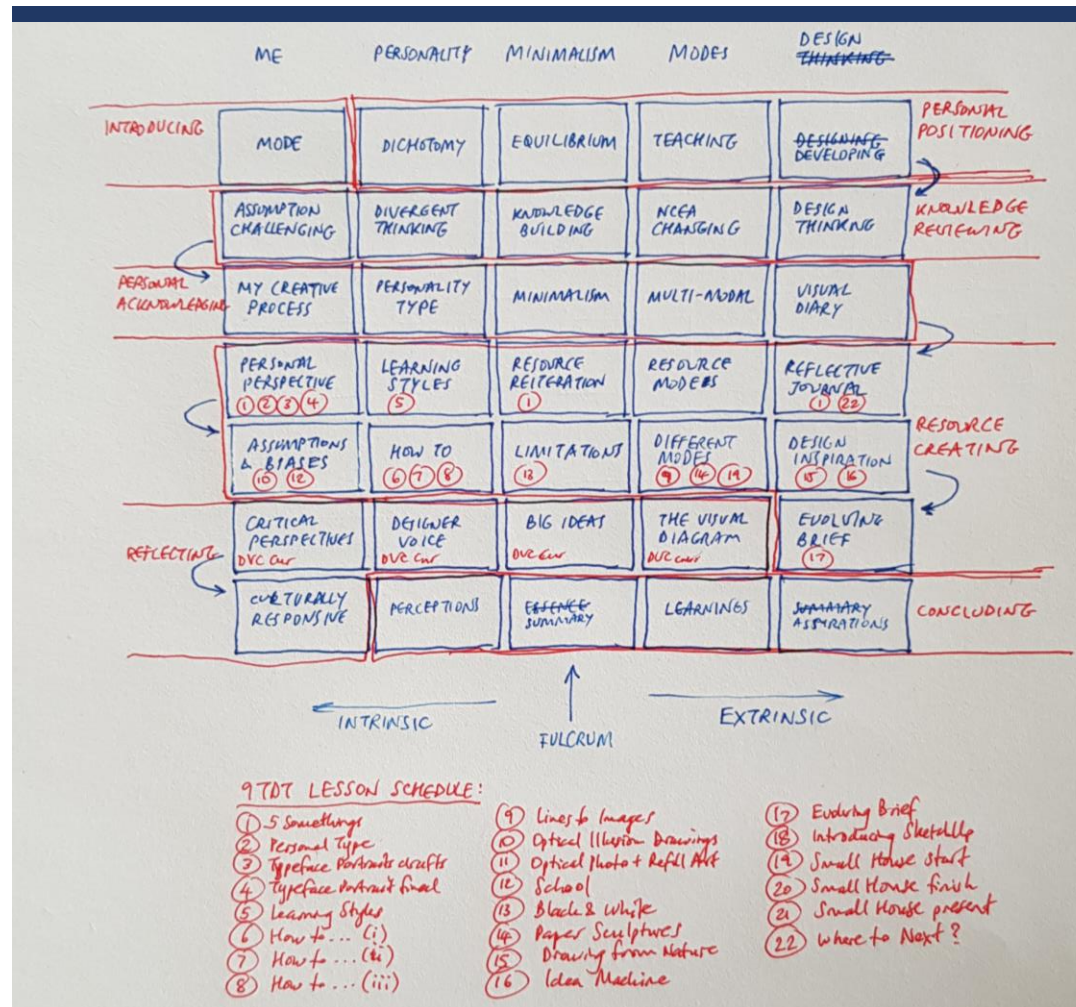 ME PERSONALITY MINIMALISM MODES DESIGN
THINKING
INTRODUCING
MODE
DICHOTOMY
EQUILIBRIUM
TEACHING
DESIGNING
DEVELOPING
PERSONAL
POSITIONING
ASSUMPTION
CHALLENGING
DIVERGENT
THINKING
KNOWLEDGE
BUILDING
NCEA
CHANGING
DESIGN
THINKING
KNOWLEDGE
REVIEWING
PERSONAL
ACKNOWLEDGING
MY CREATIVE
PROCESS
PERSONALITY
TYPE
MINIMALISM
MULTI-MODAL
VISUAL
DIARY
PERSONAL
PERSPECTIVE
1 2 3 4
LEARNING
STYLES
5
RESOURCE
REITERATION
1
RESOURCE
MODES
REFLECTIVE
JOURNAL
1 22
ASSUMPTIONS
& BIASES
10 12
HOW TO
6 7 8
LIMITATIONS
13
DIFFERENT
MODES
9 14 19
DESIGN
INSPIRATION
15 16
RESOURCE
CREATING
REFLECTING
CRITICAL
PERSPECTIVES
DVC Cur
DESIGNER
VOICE
DVC Cur
BIG IDEAS
DVC Cur
THE VISUAL
DIAGRAM
DVC Curr
EVOLVING
BRIEF
17
CULTURALLY
RESPONSIVE
PERCEPTIONS
ESSENCE
SUMMARY
LEARNINGS
SUMMARY
ASPIRATIONS
CONCLUDING
INTRINSIC
FULCRUM
EXTRINSIC
9TDT LESSON SCHEDULE:
1 5 Somethings
2 Personal Type
3 Typeface Portraits drafts
4 Typeface Portrait final
5 Learning Styles
6 How to ... (i)
7 How to ... (ii)
8 How to ... (iii)
9 Lines to Images
10 Optical Illusion Drawings
11 Optical Photo + Refill Art
12 School
13 Black & White
14 Paper Sculptures
15 Drawing from Nature
16 Idea Machine
17 Evolving Brief
18 Introducing SketchUp
19 Small House start
20 Small House finish
21 Small House present
22 Where to Next?